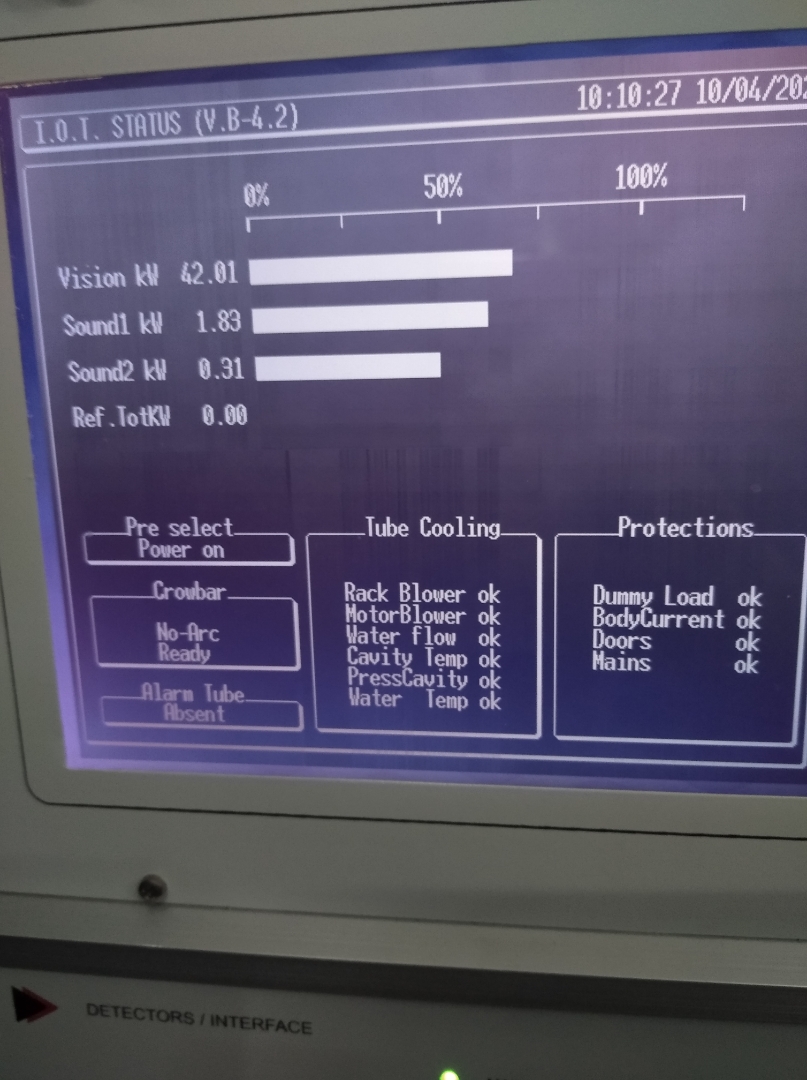 I.O.T. STATUS (V.B-4.2)
10:10:27 10/04/202
0% 50% 100%
Vision kW 42.01
Sound1 kW 1.83
Sound2 kW 0.31
Ref.TotKW 0.00
Pre select
Power on
Crowbar
No-Arc
Ready
Alarm Tube
Absent
Tube Cooling
Rack Blower ok
MotorBlower ok
Water flow ok
Cavity Temp ok
PressCavity ok
Water Temp ok
Protections
Dummy Load ok
BodyCurrent ok
Doors ok
Mains ok
DETECTORS / INTERFACE